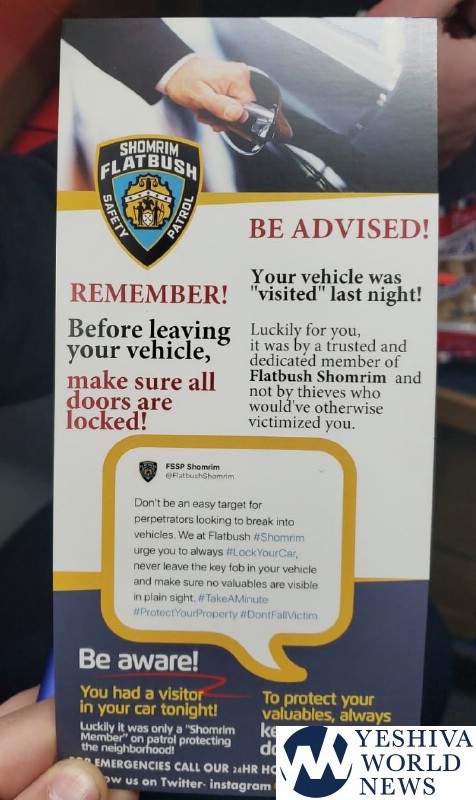 SHOMRIM
FLATBUSH
SAFETY
PATROL
REMEMBER!
Before leaving
your vehicle,
make sure all
doors are
locked!
BE ADVISED!
Your vehicle was
"visited" last night!
Luckily for you,
it was by a trusted and
dedicated member of
Flatbush Shomrim and
not by thieves who
would've otherwise
victimized you.
FSSP Shomrim
@FlatbushShomrim
Don't be an easy target for
perpetrators looking to break into
vehicles. We at Flatbush #Shomrim
urge you to always #LockYourCar,
never leave the key fob in your vehicle
and make sure no valuables are visible
in plain sight. #TakeAMinute
#ProtectYourProperty #DontFallVictim
Be aware!
You had a visitor
in your car tonight!
Luckily it was only a "Shomrim
Member" on patrol protecting
the neighborhood!
To protect your
valuables, always
EMERGENCIES CALL OUR 24HR
us on Twitter- instagram
YESHIVA
WORLD
NEWS